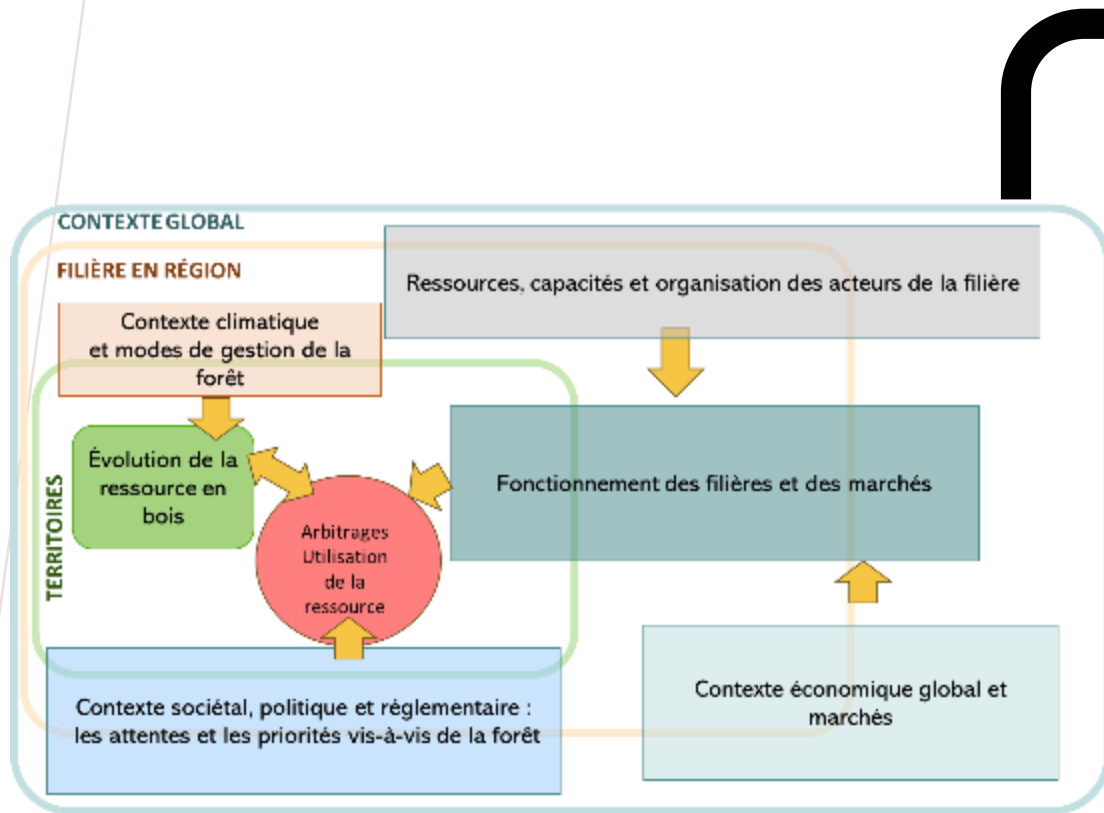 CONTEXTE GLOBAL
FILIÈRE EN RÉGION
Ressources, capacités et organisation des acteurs de la filière
Contexte climatique
et modes de gestion de la
forêt
Évolution de la
ressource en
bois
TERRITOIRES
Arbitrages
Utilisation
de la
ressource
Fonctionnement des filières et des marchés
Contexte sociétal, politique et réglementaire :
les attentes et les priorités vis-à-vis de la forêt
Contexte économique global et
marchés